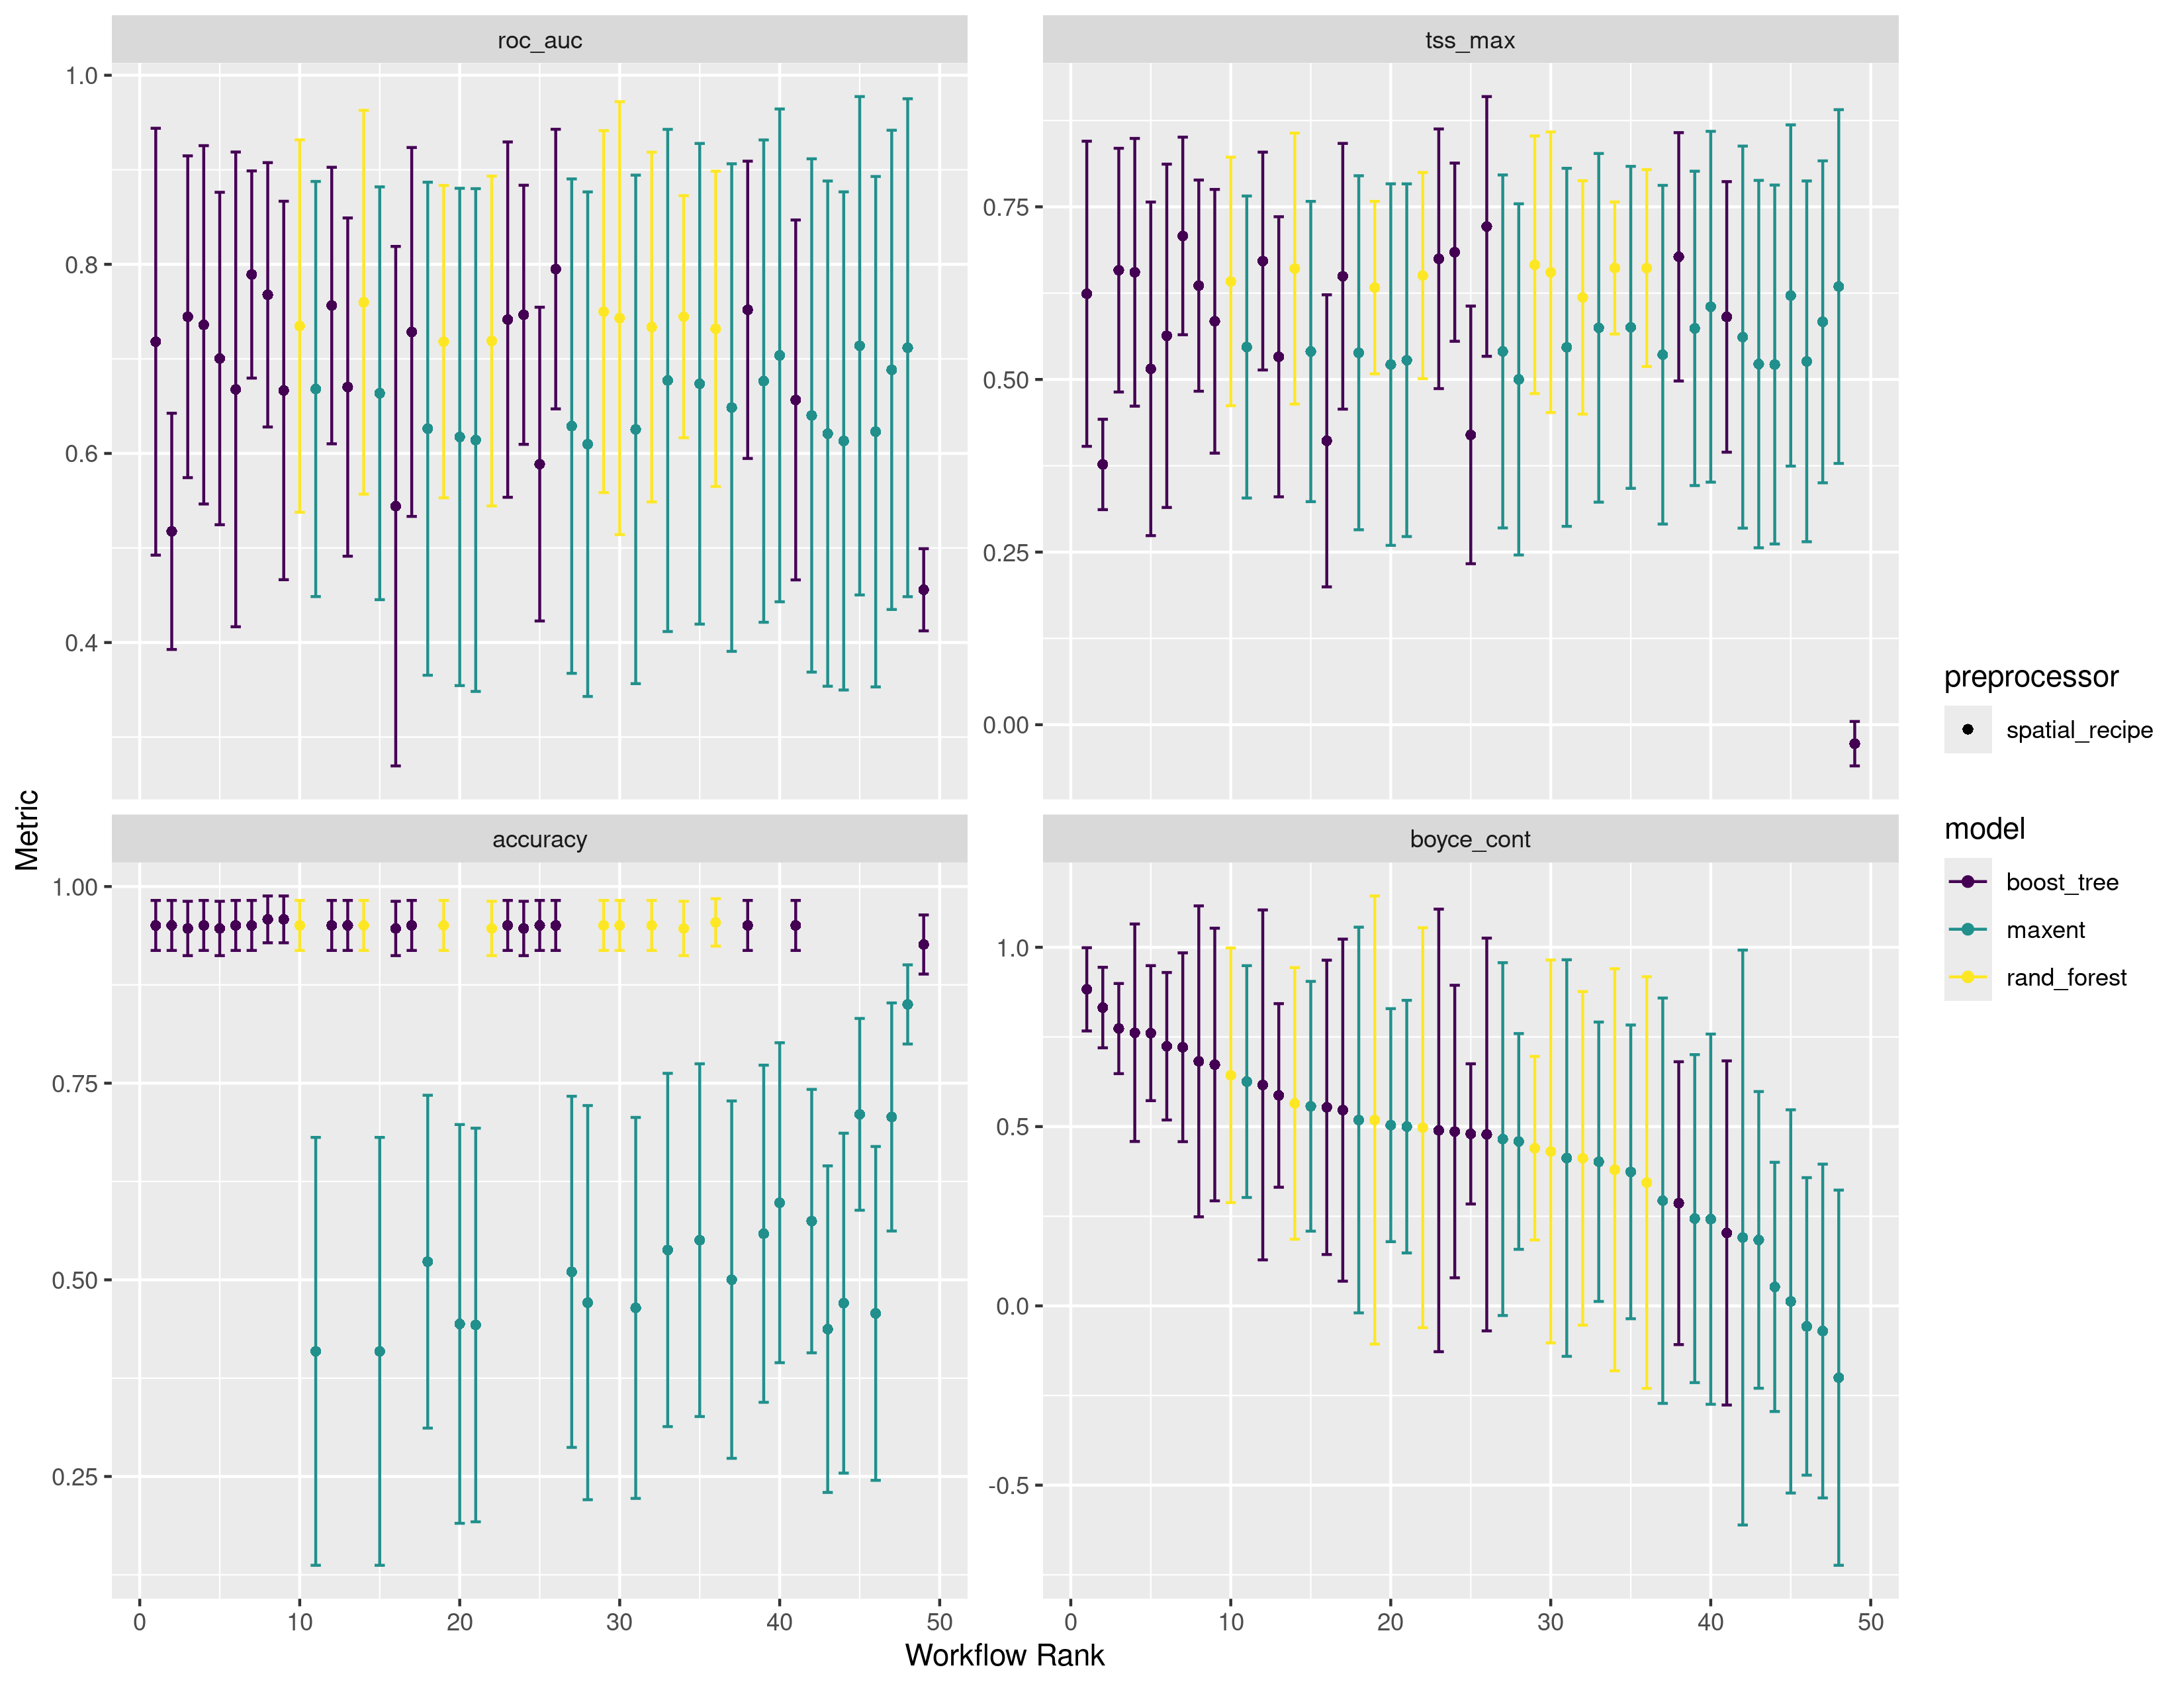 roc_auc
tss_max
1.0
0.8
0.6
0.4
0.75
0.50
0.25
0.00
Metric
accuracy
boyce_cont
1.00
0.75
0.50
0.25
1.0
0.5
0.0
-0.5
0 10 20 30 40 50
0 10 20 30 40 50
Workflow Rank
preprocessor
spatial_recipe
model
boost_tree
maxent
rand_forest